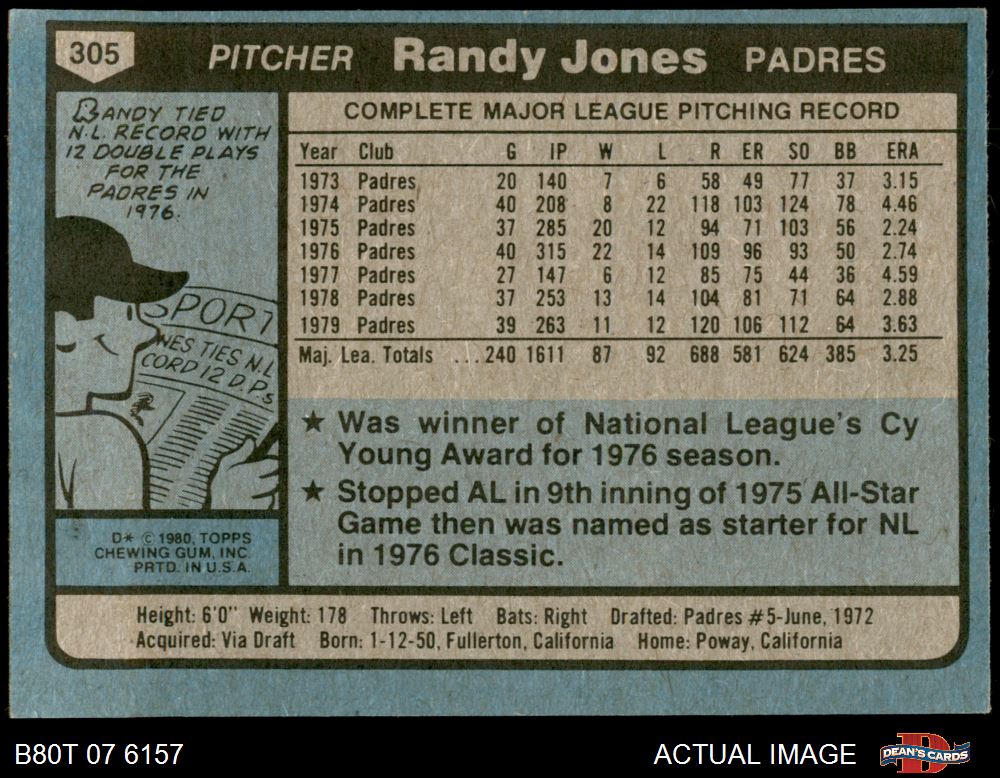 305 PITCHER Randy Jones PADRES
RANDY TIED
N.L. RECORD WITH
12 DOUBLE PLAYS
FOR THE
PADRES IN
1976.
SPORT
NES TIES N.L
CORD 12 D.P.s
D* © 1980, TOPPS
CHEWING GUM, INC.
PRTD. IN U.S.A.
COMPLETE MAJOR LEAGUE PITCHING RECORD
Year Club G IP W L R ER SO BB ERA
1973 Padres 20 140 7 6 58 49 77 37 3.15
1974 Padres 40 208 8 22 118 103 124 78 4.46
1975 Padres 37 285 20 12 94 71 103 56 2.24
1976 Padres 40 315 22 14 109 96 93 50 2.74
1977 Padres 27 147 6 12 85 75 44 36 4.59
1978 Padres 37 253 13 14 104 81 71 64 2.88
1979 Padres 39 263 11 12 120 106 112 64 3.63
Maj. Lea. Totals ...240 1611 87 92 688 581 624 385 3.25
★ Was winner of National League's Cy
Young Award for 1976 season.
★ Stopped AL in 9th inning of 1975 All-Star
Game then was named as starter for NL
in 1976 Classic.
Height: 6'0" Weight: 178 Throws: Left Bats: Right Drafted: Padres #5-June, 1972
Acquired: Via Draft Born: 1-12-50, Fullerton, California Home: Poway, California
B80T 07 6157 ACTUAL IMAGE DEAN'S CARDS